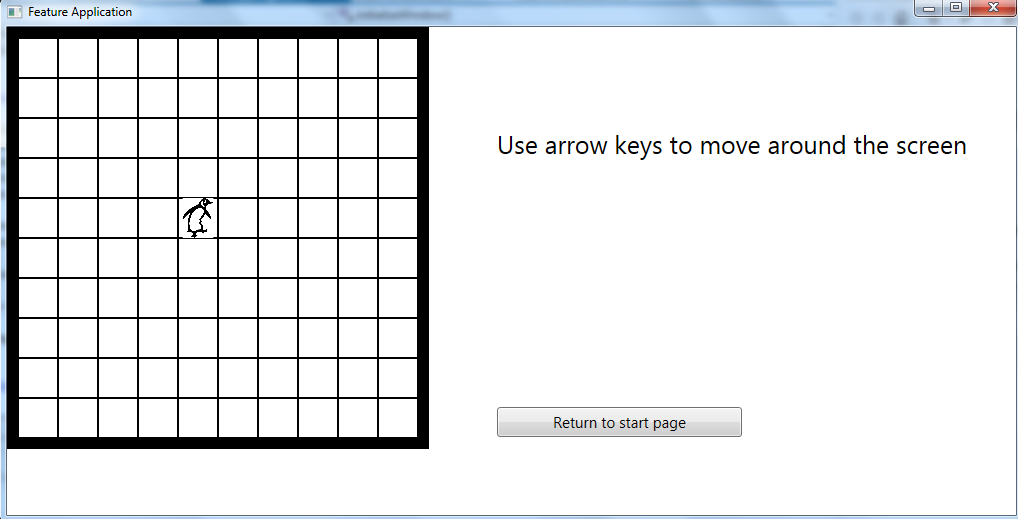 Feature Application
Use arrow keys to move around the screen
Return to start page